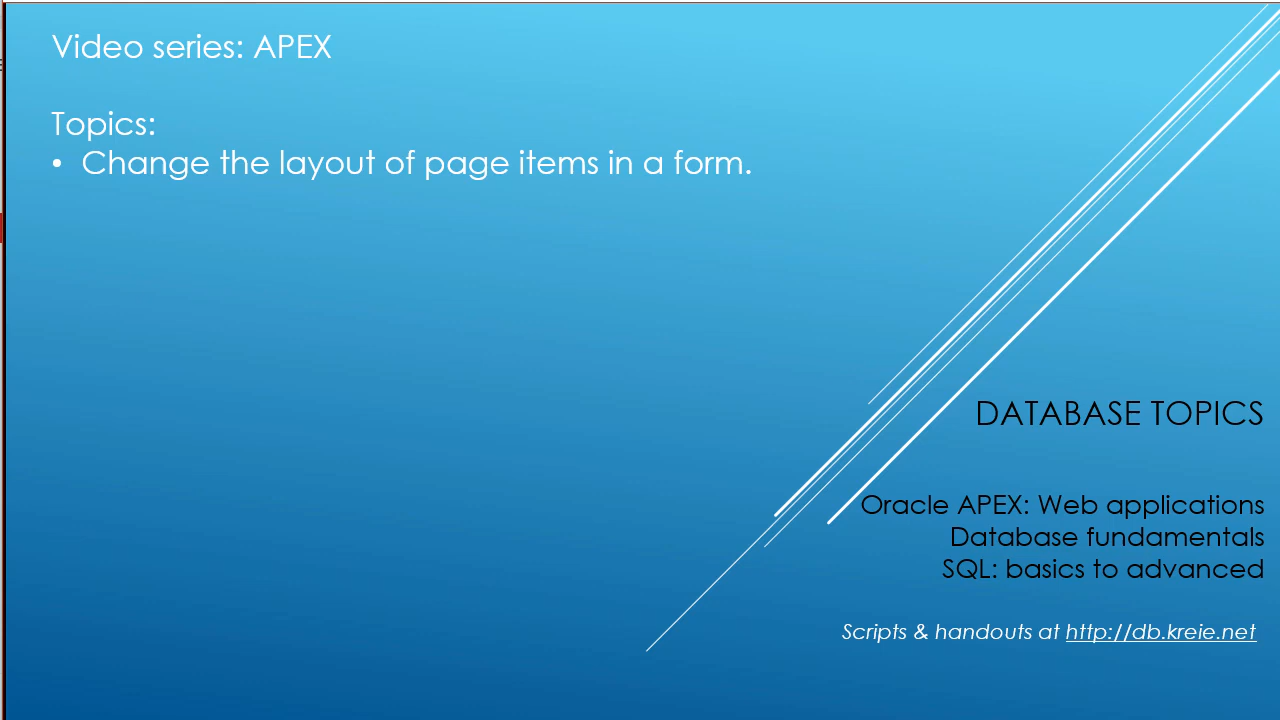 Video series: APEX
Topics:
• Change the layout of page items in a form.
DATABASE TOPICS
Oracle APEX: Web applications
Database fundamentals
SQL: basics to advanced
Scripts & handouts at http://db.kreie.net